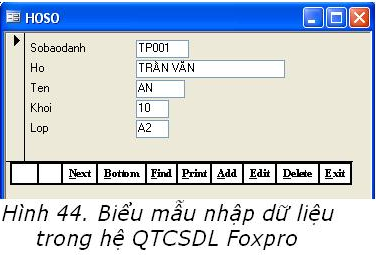 HOSO
Sobaodanh TP001
Ho TRẦN VĂN
Ten AN
Khoi 10
Lop A2
Next Bottom Find Print Add Edit Delete Exit
Hình 44. Biểu mẫu nhập dữ liệu
trong hệ QTCSDL Foxpro